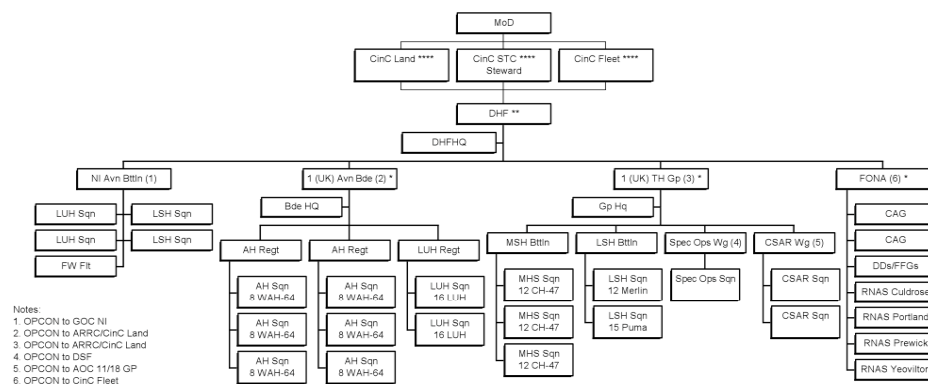 MoD
CinC Land ****
CinC STC ****
Steward
CinC Fleet ****
DHF **
DHFHQ
NI Avn Bttln (1)
1 (UK) Avn Bde (2) *
1 (UK) TH Gp (3) *
FONA (6) *
LUH Sqn
LSH Sqn
LUH Sqn
LSH Sqn
FW Flt
Bde HQ
AH Regt
AH Regt
LUH Regt
AH Sqn
8 WAH-64
AH Sqn
8 WAH-64
AH Sqn
8 WAH-64
AH Sqn
8 WAH-64
AH Sqn
8 WAH-64
AH Sqn
8 WAH-64
LUH Sqn
16 LUH
LUH Sqn
16 LUH
Gp Hq
MSH Bttln
LSH Bttln
Spec Ops Wg (4)
CSAR Wg (5)
MHS Sqn
12 CH-47
MHS Sqn
12 CH-47
MHS Sqn
12 CH-47
LSH Sqn
12 Merlin
LSH Sqn
15 Puma
Spec Ops Sqn
CSAR Sqn
CSAR Sqn
CAG
CAG
DDs/FFGs
RNAS Culdrose
RNAS Portland
RNAS Prewick
RNAS Yeovilton
Notes:
1. OPCON to GOC NI
2. OPCON to ARRC/CinC Land
3. OPCON to ARRC/CinC Land
4. OPCON to DSF
5. OPCON to AOC 11/18 GP
6. OPCON to CinC Fleet